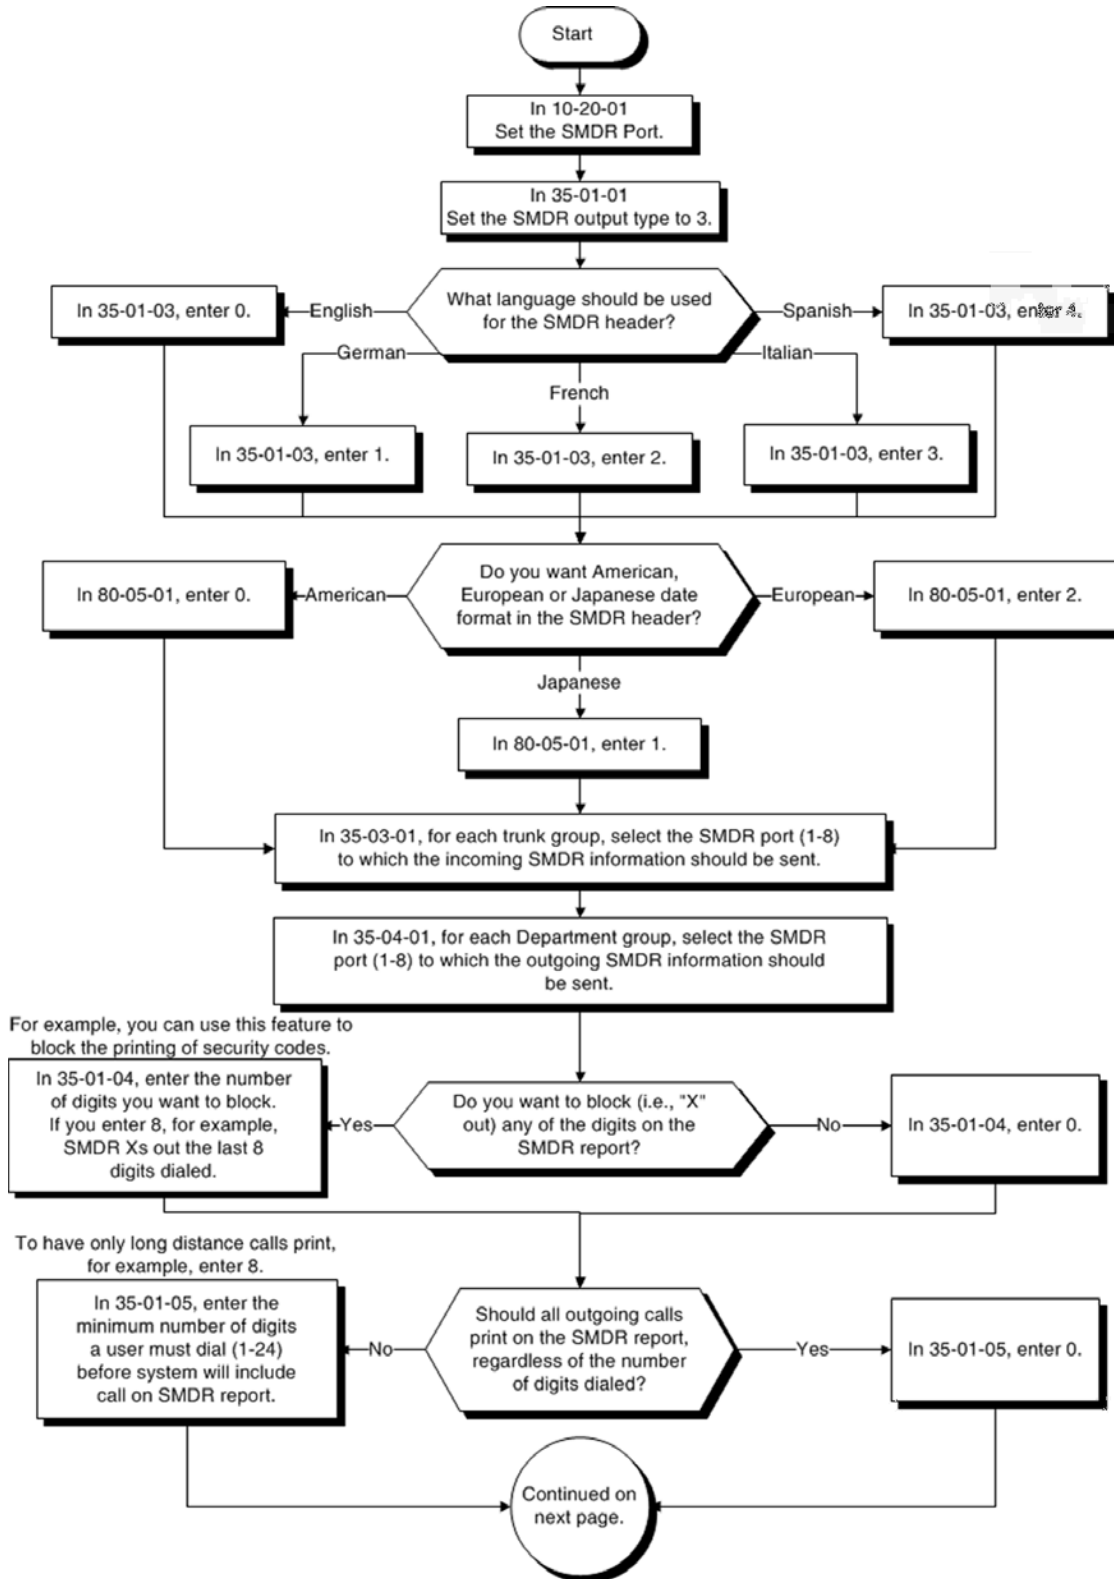 Start
In 10-20-01
Set the SMDR Port.
In 35-01-01
Set the SMDR output type to 3.
What language should be used
for the SMDR header?
English
In 35-01-03, enter 0.
Spanish
In 35-01-03, enter 4.
German
Italian
French
In 35-01-03, enter 1.
In 35-01-03, enter 2.
In 35-01-03, enter 3.
Do you want American,
European or Japanese date
format in the SMDR header?
American
In 80-05-01, enter 0.
European
In 80-05-01, enter 2.
Japanese
In 80-05-01, enter 1.
In 35-03-01, for each trunk group, select the SMDR port (1-8)
to which the incoming SMDR information should be sent.
In 35-04-01, for each Department group, select the SMDR
port (1-8) to which the outgoing SMDR information should
be sent.
For example, you can use this feature to
block the printing of security codes.
In 35-01-04, enter the number
of digits you want to block.
If you enter 8, for example,
SMDR Xs out the last 8
digits dialed.
Yes
Do you want to block (i.e., "X"
out) any of the digits on the
SMDR report?
No
In 35-01-04, enter 0.
To have only long distance calls print,
for example, enter 8.
In 35-01-05, enter the
minimum number of digits
a user must dial (1-24)
before system will include
call on SMDR report.
No
Should all outgoing calls
print on the SMDR report,
regardless of the number
of digits dialed?
Yes
In 35-01-05, enter 0.
Continued on
next page.